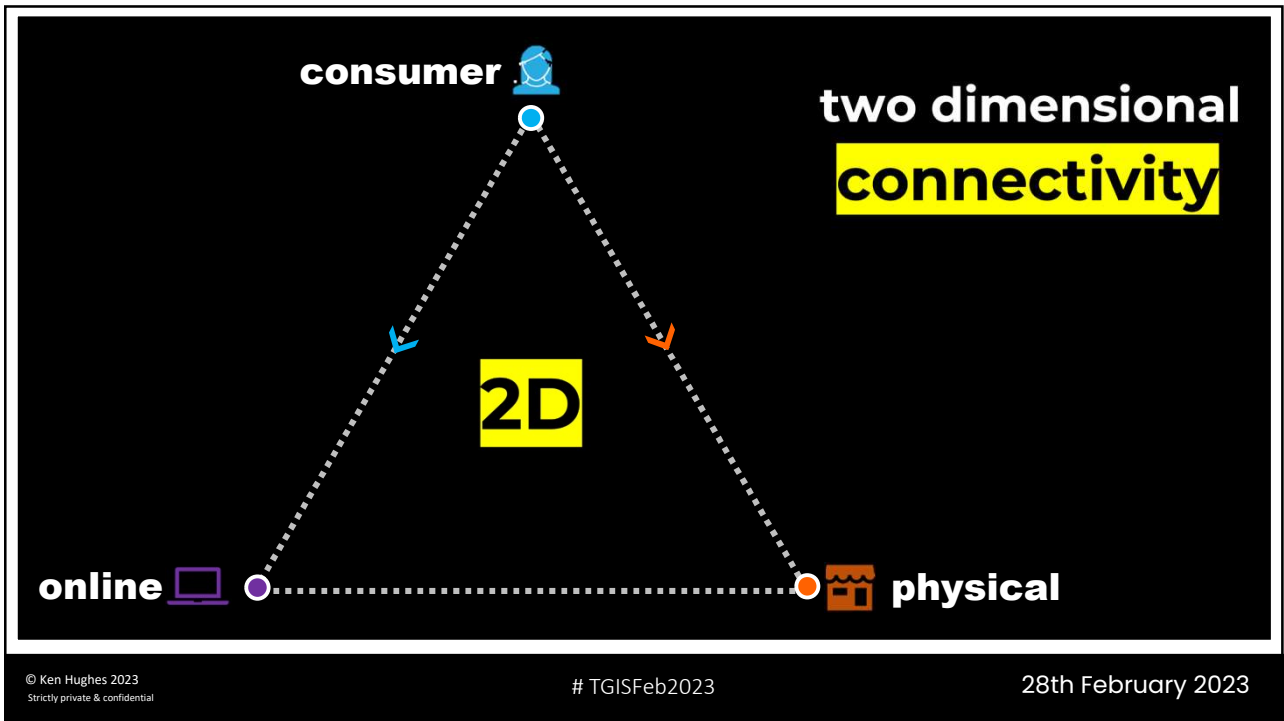 consumer
two dimensional
connectivity
2D
online
physical
© Ken Hughes 2023
Strictly private & confidential
# TGISFeb2023
28th February 2023